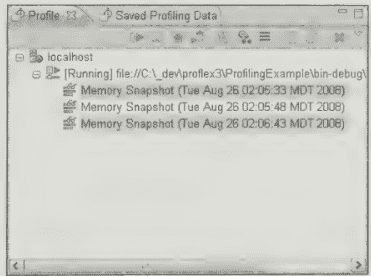 Profile Saved Profiling Data
localhost
[Running] file://C:\_dev\proflex3\ProfilingExample\bin-debug\
Memory Snapshot (Tue Aug 26 02:05:33 MDT 2008)
Memory Snapshot (Tue Aug 26 02:05:48 MDT 2008)
Memory Snapshot (Tue Aug 26 02:06:43 MDT 2008)